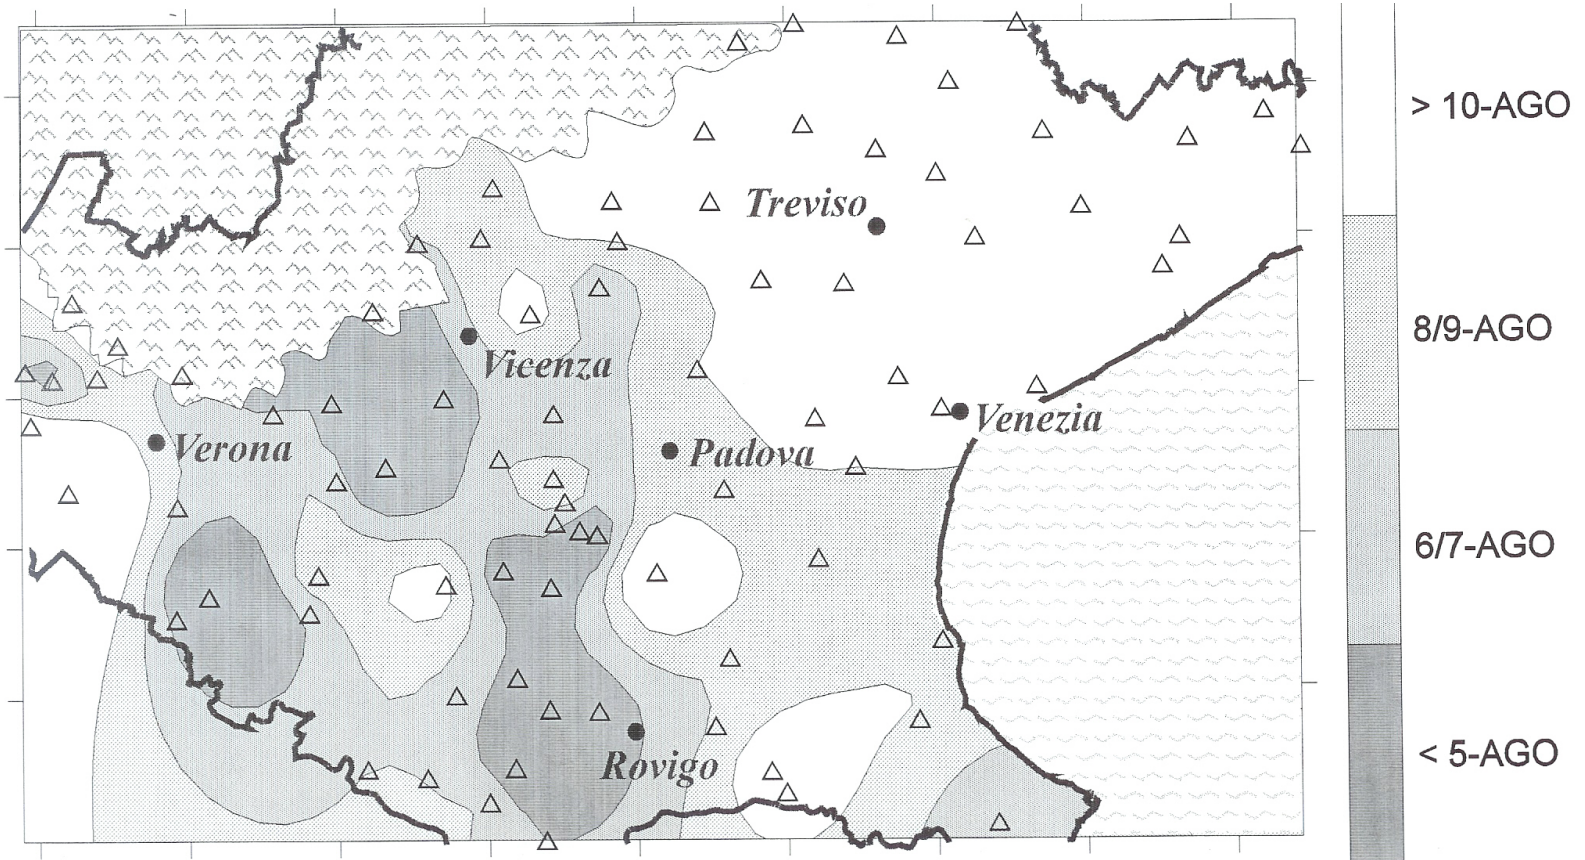 > 10-AGO
Treviso
8/9-AGO
Vicenza
Venezia
Verona
Padova
6/7-AGO
< 5-AGO
Rovigo